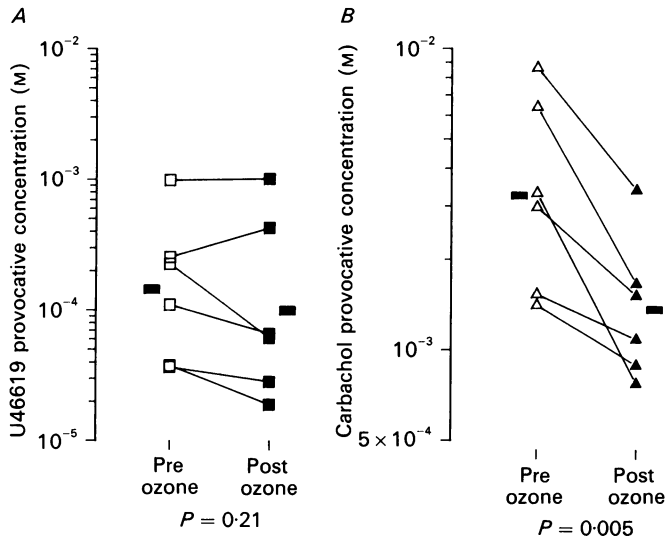 A
U46619 provocative concentration (M)
10⁻²
10⁻³
10⁻⁴
10⁻⁵
Pre
ozone
Post
ozone
P = 0·21
B
Carbachol provocative concentration (M)
10⁻²
10⁻³
5 × 10⁻⁴
Pre
ozone
Post
ozone
P = 0·005